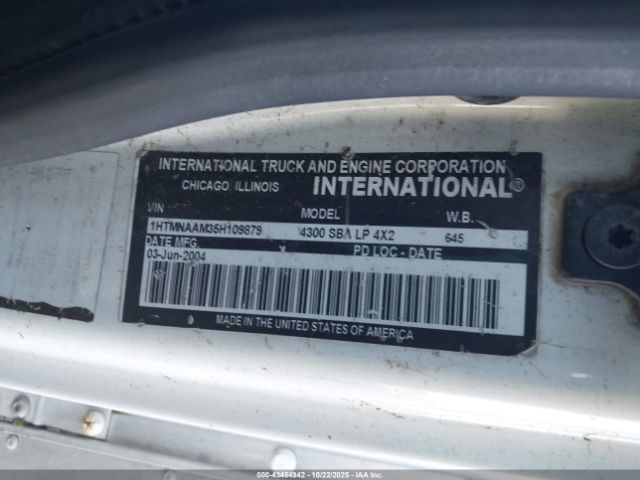 INTERNATIONAL TRUCK AND ENGINE CORPORATION
CHICAGO, ILLINOIS INTERNATIONAL®
VIN MODEL W.B.
1HTMNAAM35H109879 4300 SBA LP 4X2 645
DATE MFG PD LOC - DATE
03-Jun-2004
MADE IN THE UNITED STATES OF AMERICA
000-43454942 | 10/22/2025 | IAA, Inc.